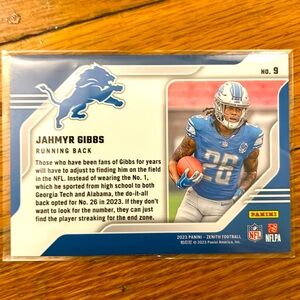 NO. 9
JAHMYR GIBBS
RUNNING BACK
Those who have been fans of Gibbs for years
will have to adjust to finding him on the field
in the NFL. Instead of wearing the No. 1,
which he sported from high school to both
Georgia Tech and Alabama, the do-it-all
back opted for No. 26 in 2023. If they don't
want to look for the number, they can just
find the player streaking for the end zone.
26
PANINI
NFL
NFLPA
2023 PANINI - ZENITH FOOTBALL
© 2023 Panini America, Inc.